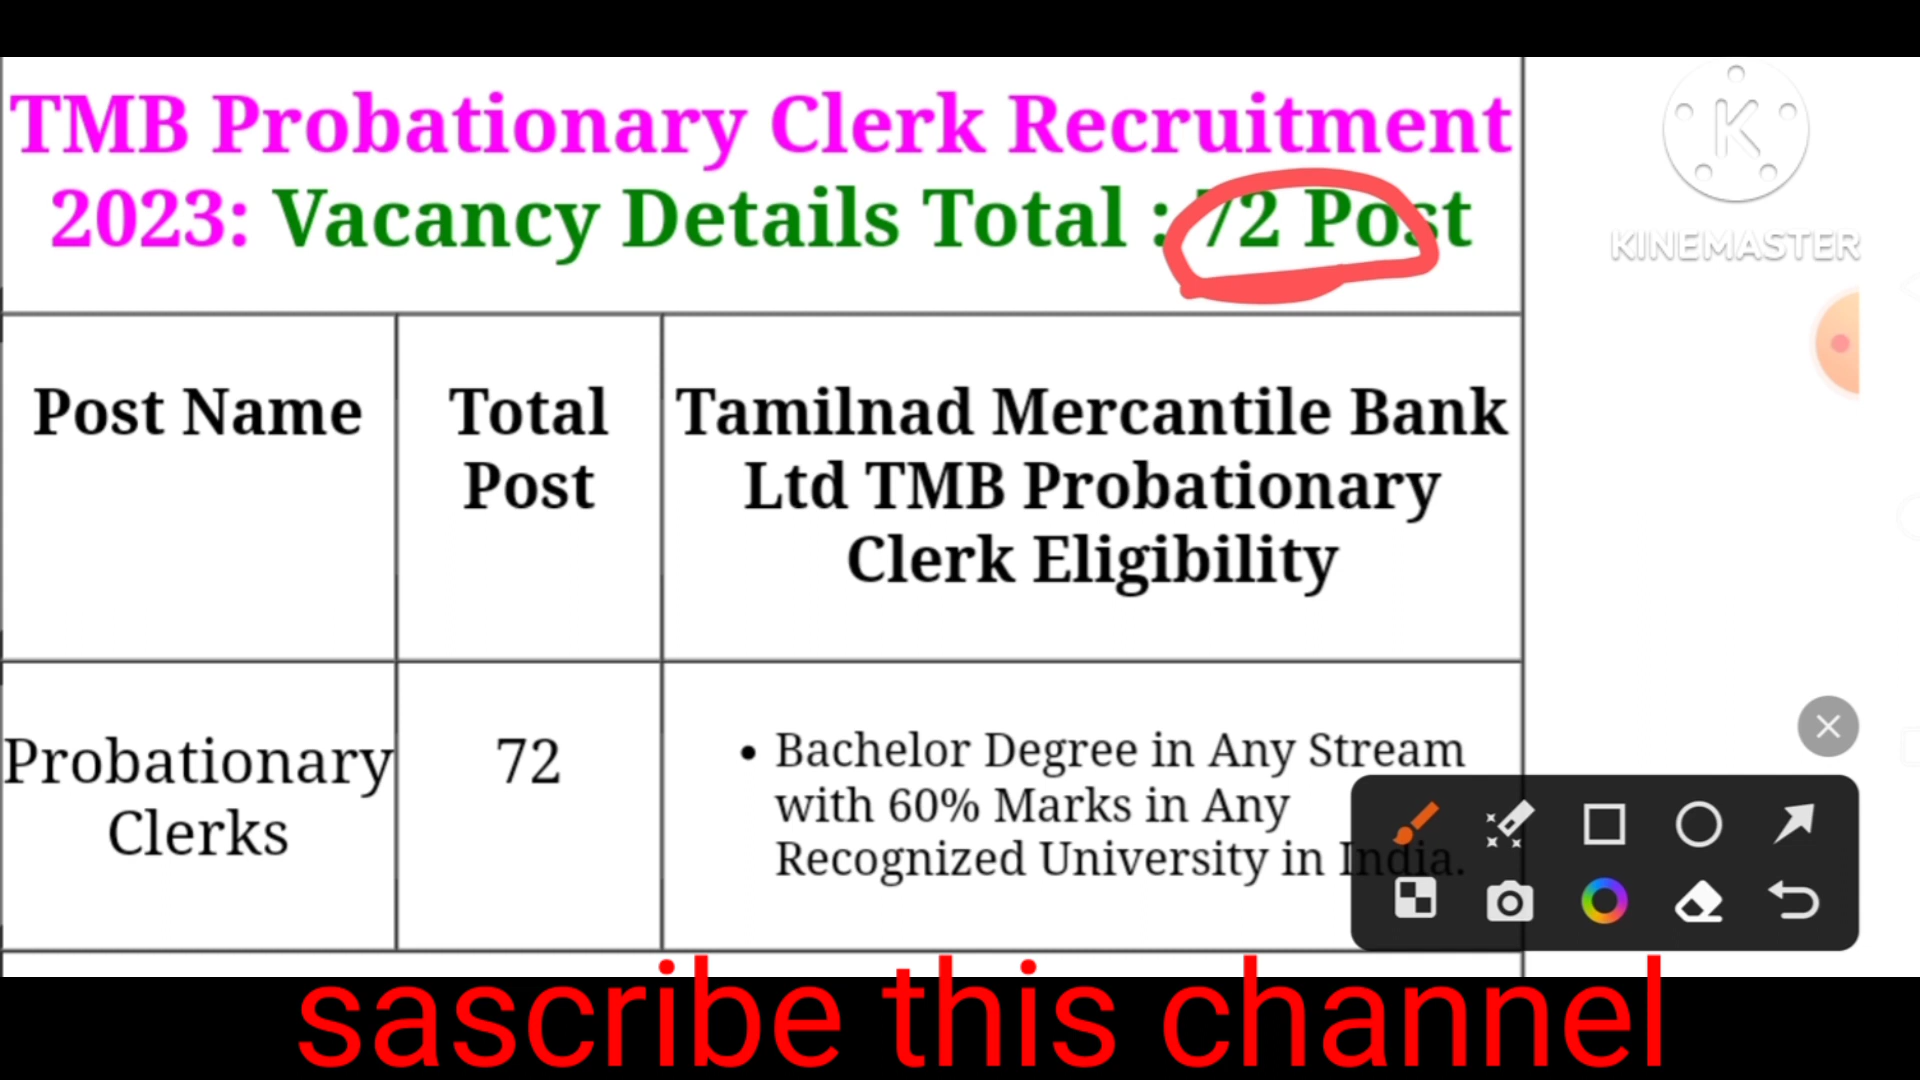 TMB Probationary Clerk Recruitment
2023: Vacancy Details Total : 72 Post
K
KINEMASTER
Post Name
Total
Post
Tamilnad Mercantile Bank
Ltd TMB Probationary
Clerk Eligibility
Probationary
Clerks
72
• Bachelor Degree in Any Stream
with 60% Marks in Any
Recognized University in India.
sascribe this channel